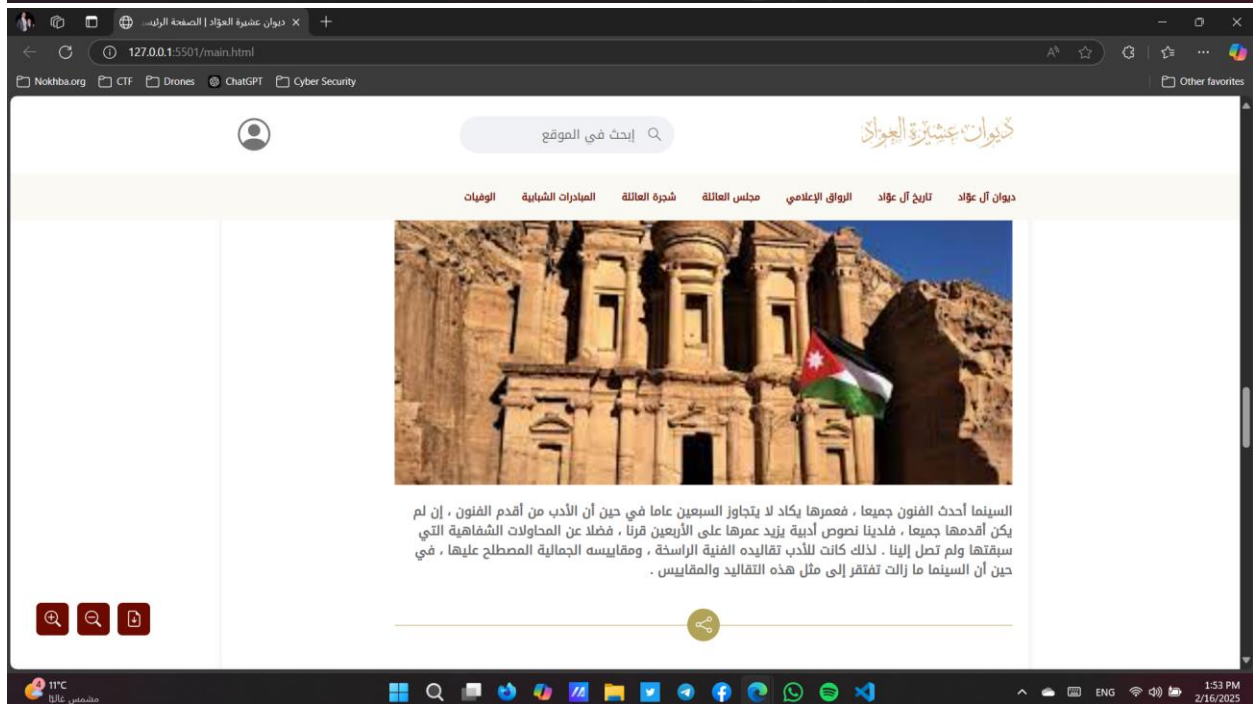 ديوان عشيرة العوّاد | الصفحة الرئيس
127.0.0.1:5501/main.html
Nokhba.org
CTF
Drones
ChatGPT
Cyber Security
Other favorites
ديوان عشيرة العواد
إبحث في الموقع
ديوان آل عوّاد
تاريخ آل عوّاد
الرواق الإعلامي
مجلس العائلة
شجرة العائلة
المبادرات الشبابية
الوفيات
السينما أحدث الفنون جميعا ، فعمرها يكاد لا يتجاوز السبعين عاما في حين أن الأدب من أقدم الفنون ، إن لم
يكن أقدمها جميعا ، فلدينا نصوص أدبية يزيد عمرها على الأربعين قرنا ، فضلا عن المحاولات الشفاهية التي
سبقتها ولم تصل إلينا . لذلك كانت للأدب تقاليده الفنية الراسخة ، ومقاييسه الجمالية المصطلح عليها ، في
حين أن السينما ما زالت تفتقر إلى مثل هذه التقاليد والمقاييس .
4
11°C
مشمس غالبًا
ENG
1:53 PM
2/16/2025